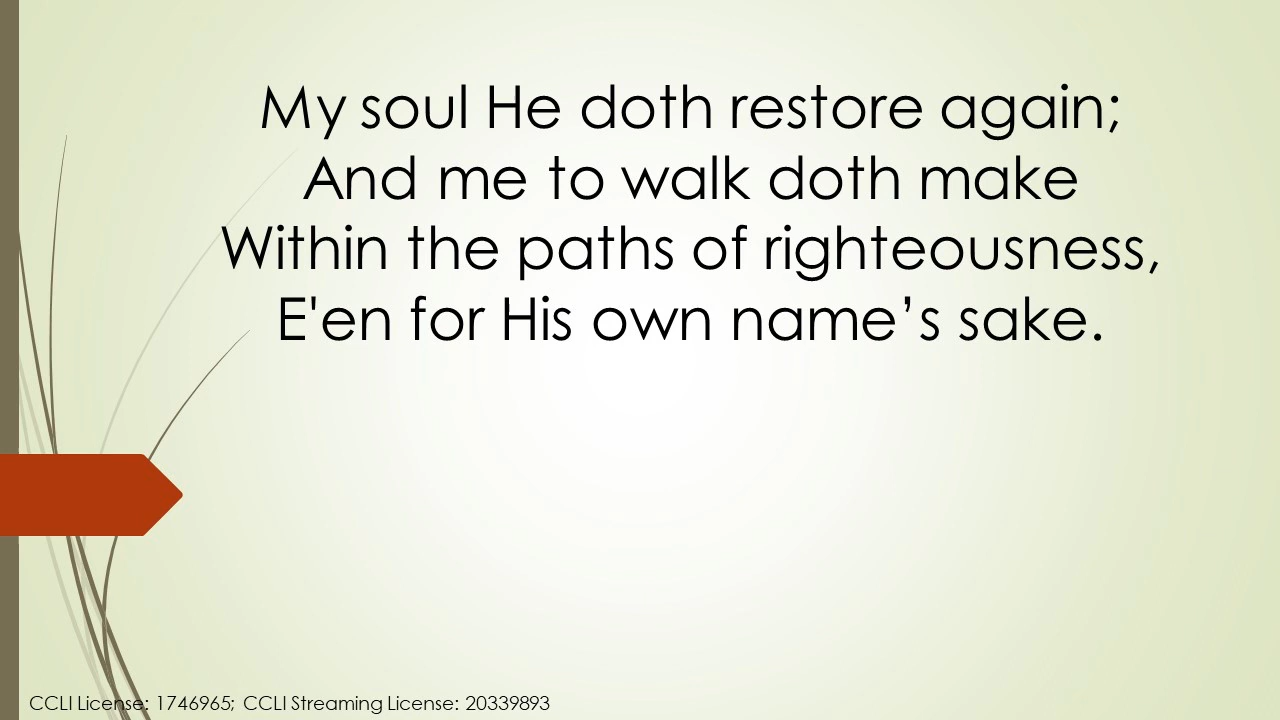 My soul He doth restore again;
And me to walk doth make
Within the paths of righteousness,
E'en for His own name’s sake.
CCLI License: 1746965; CCLI Streaming License: 20339893